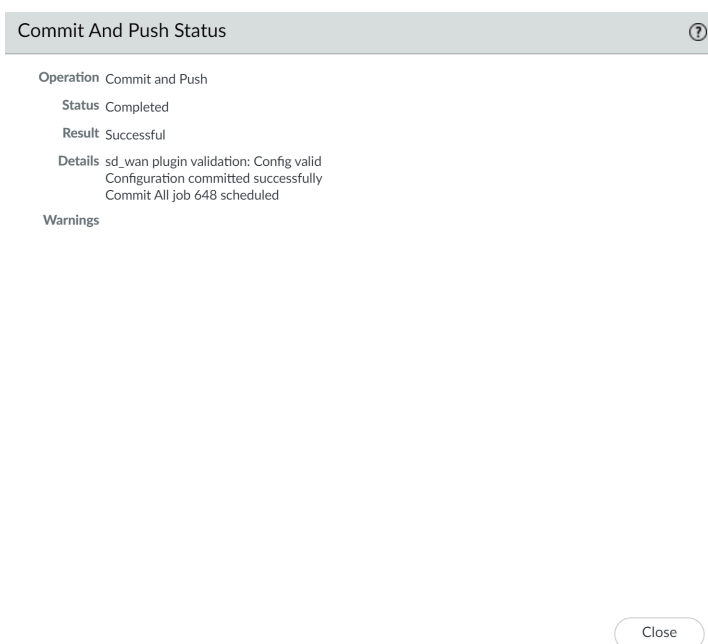 Commit And Push Status
?
Operation Commit and Push
Status Completed
Result Successful
Details sd_wan plugin validation: Config valid
Configuration committed successfully
Commit All job 648 scheduled
Warnings
Close